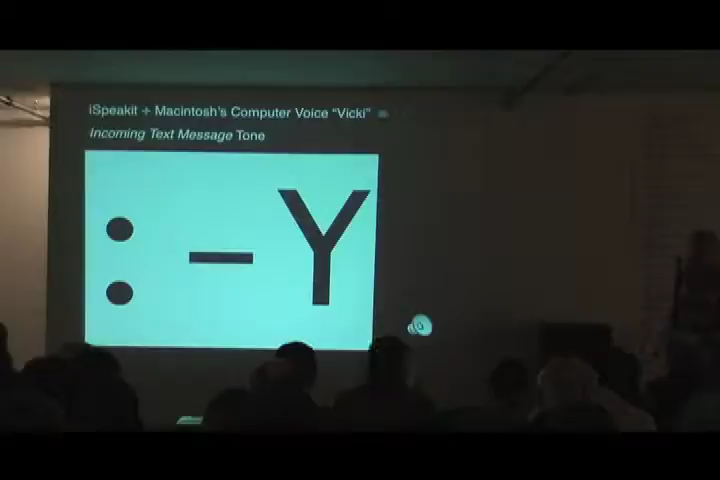 iSpeakit + Macintosh's Computer Voice "Vicki"
Incoming Text Message Tone
:-Y